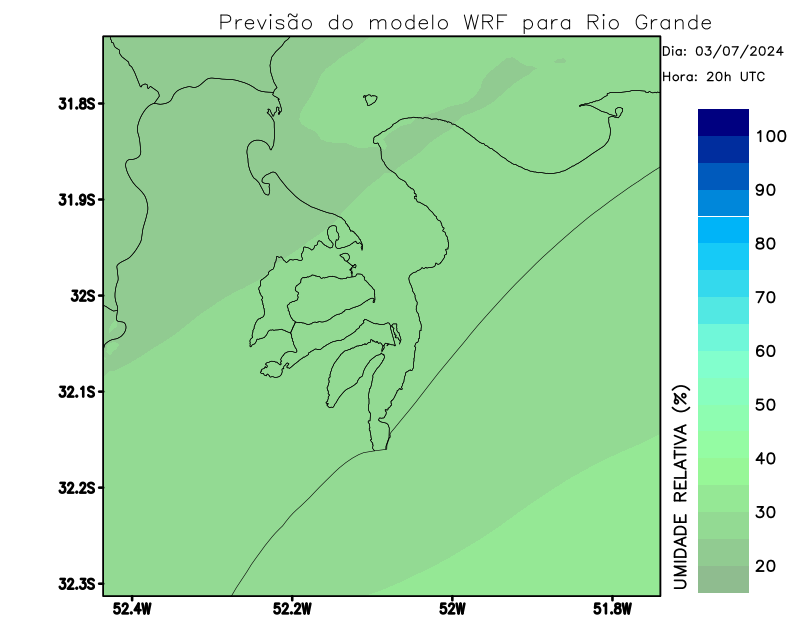 Previsão do modelo WRF para Rio Grande
Dia: 03/07/2024
Hora: 20h UTC
31.8S
31.9S
32S
32.1S
32.2S
32.3S
52.4W
52.2W
52W
51.8W
UMIDADE RELATIVA (%)
100
90
80
70
60
50
40
30
20